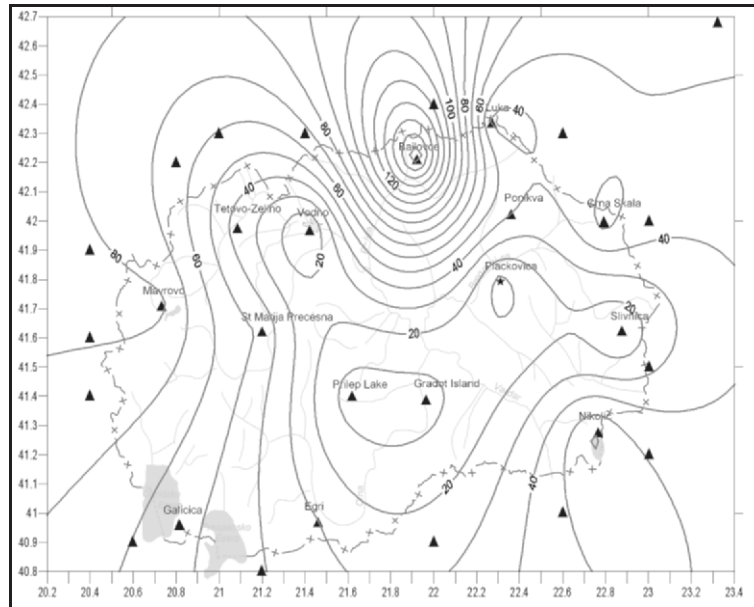 42.7
42.6
42.5
42.4
42.3
42.2
42.1
42
41.9
41.8
41.7
41.6
41.5
41.4
41.3
41.2
41.1
41
40.9
40.8
80
80
100
80
60
40
Luka
Bajlovce
120
40
60
Tetovo-Zelino
Vodno
Ponikva
Crna Skala
20
40
40
80
60
Plackovica
Mavrovo
St Marija Precesna
20
20
Slivnica
Prilep Lake
Gradot Island
Vardar
Nikolic
20
40
Galicica
Egri
20.2 20.4 20.6 20.8 21 21.2 21.4 21.6 21.8 22 22.2 22.4 22.6 22.8 23 23.2 23.4